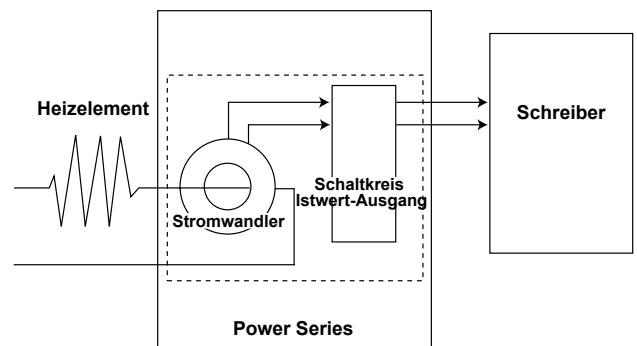 Heizelement
Stromwandler
Schaltkreis
Istwert-Ausgang
Schreiber
Power Series